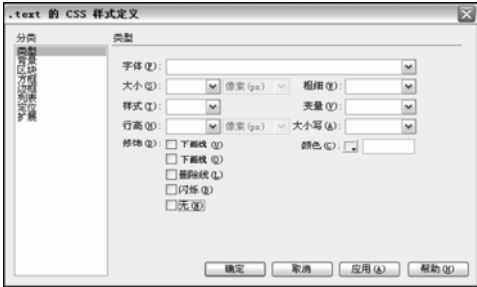 .text 的 CSS 样式定义
分类
类型
类型
背景
区块
方框
边框
列表
定位
扩展
字体(F):
大小(S): 像素(px) 粗细(W):
样式(T): 变量(V):
行高(H): 像素(px) 大小写(A):
修饰(D): 下画线(U) 颜色(C):
下画线(O)
删除线(L)
闪烁(B)
无(N)
确定 取消 应用(A) 帮助(H)